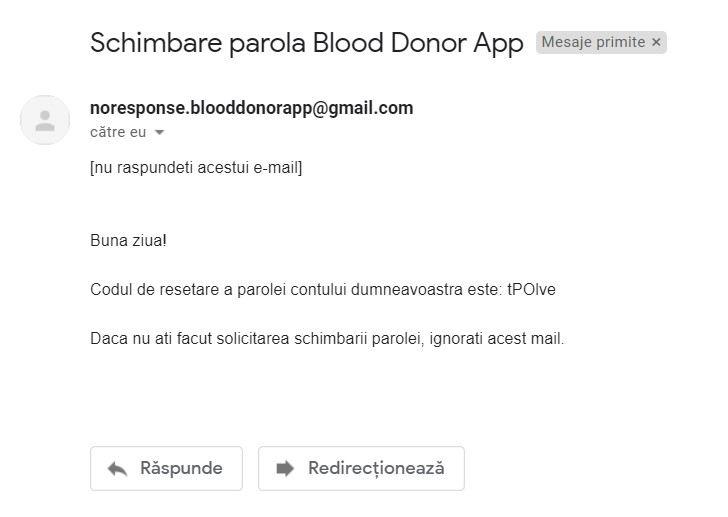 Schimbare parola Blood Donor App Mesaje primite ×
noresponse.blooddonorapp@gmail.com
către eu
[nu raspundeti acestui e-mail]
Buna ziua!
Codul de resetare a parolei contului dumneavoastra este: tPOlve
Daca nu ati facut solicitarea schimbarii parolei, ignorati acest mail.
Răspunde Redirecționează